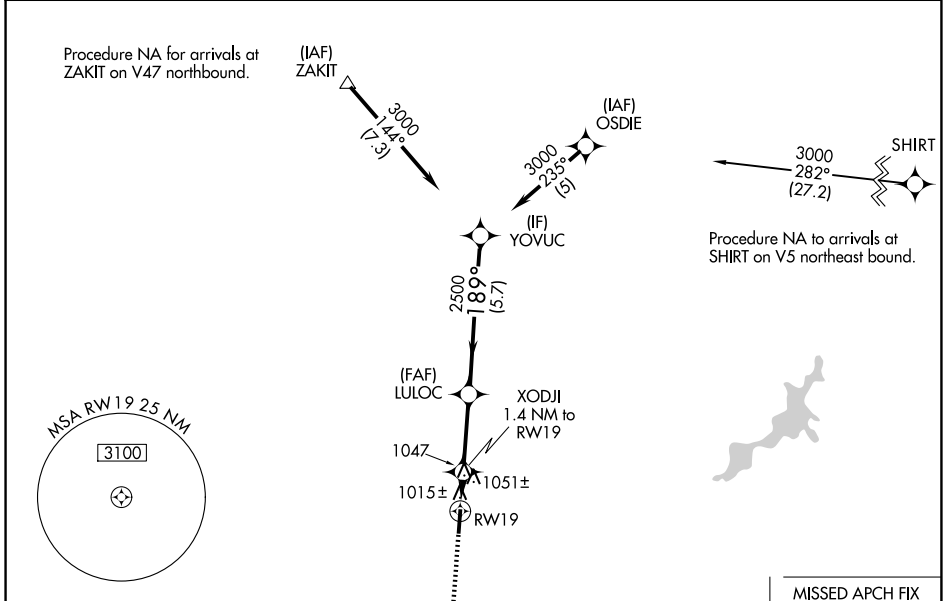 Procedure NA for arrivals at
ZAKIT on V47 northbound.
(IAF)
ZAKIT
3000
144°
(7.3)
(IAF)
OSDIE
3000
235°
(5)
SHIRT
3000
282°
(27.2)
Procedure NA to arrivals at
SHIRT on V5 northeast bound.
(IF)
YOVUC
2500
189°
(5.7)
(FAF)
LULOC
XODJI
1.4 NM to
RW19
MSA RW19 25 NM
3100
1047
1051±
1015±
RW19
MISSED APCH FIX